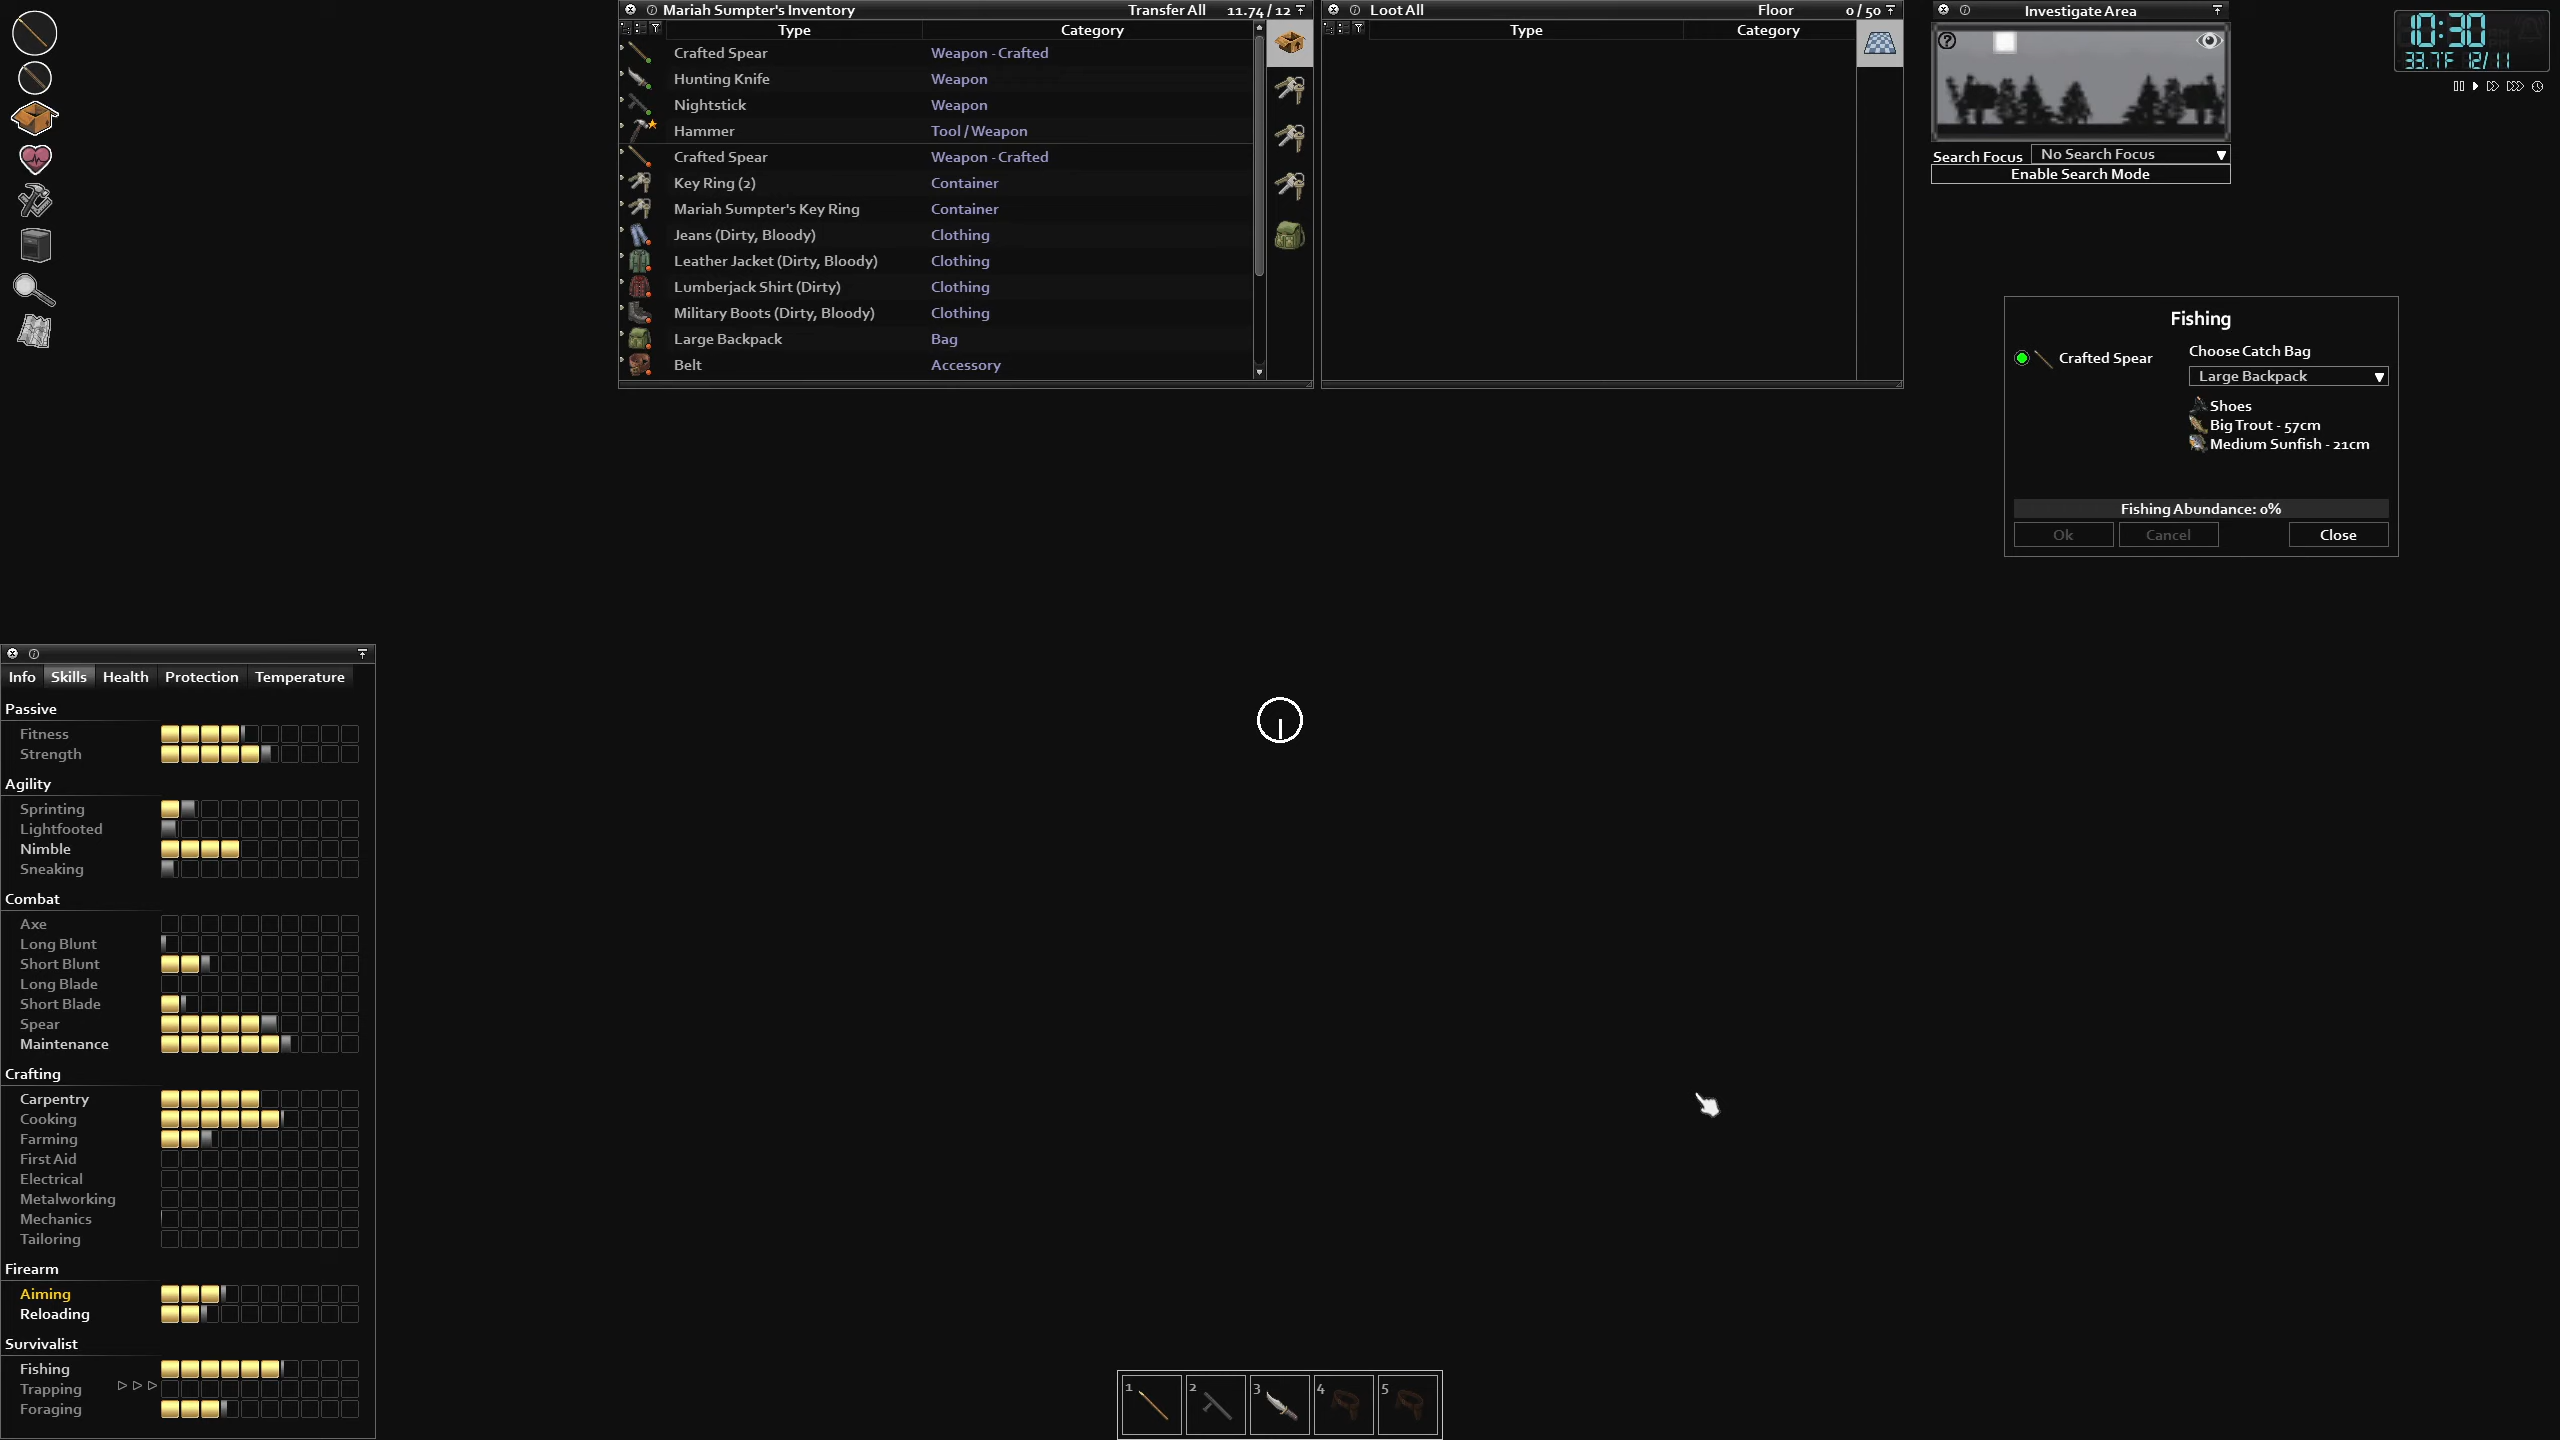 Mariah Sumpter's Inventory Transfer All 11.74 / 12
Type Category
Crafted Spear Weapon - Crafted
Hunting Knife Weapon
Nightstick Weapon
Hammer Tool / Weapon
Crafted Spear Weapon - Crafted
Key Ring (2) Container
Mariah Sumpter's Key Ring Container
Jeans (Dirty, Bloody) Clothing
Leather Jacket (Dirty, Bloody) Clothing
Lumberjack Shirt (Dirty) Clothing
Military Boots (Dirty, Bloody) Clothing
Large Backpack Bag
Belt Accessory
Loot All Floor 0 / 50
Type Category
Investigate Area
?
Search Focus No Search Focus
Enable Search Mode
10:30
33.7°F 12/11
Fishing
Crafted Spear
Choose Catch Bag
Large Backpack
Shoes
Big Trout - 57cm
Medium Sunfish - 21cm
Fishing Abundance: 0%
Ok Cancel Close
Info Skills Health Protection Temperature
Passive
Fitness
Strength
Agility
Sprinting
Lightfooted
Nimble
Sneaking
Combat
Axe
Long Blunt
Short Blunt
Long Blade
Short Blade
Spear
Maintenance
Crafting
Carpentry
Cooking
Farming
First Aid
Electrical
Metalworking
Mechanics
Tailoring
Firearm
Aiming
Reloading
Survivalist
Fishing
Trapping
Foraging
1 2 3 4 5